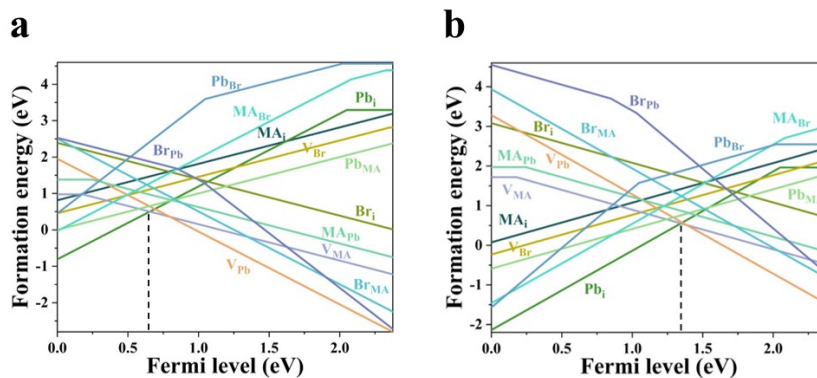 a
b
Formation energy (eV)
4
3
2
1
0
-1
-2
0.0
0.5
1.0
1.5
2.0
Fermi level (eV)
Pb_Br
MA_Br
Pb_i
MA_i
V_Br
Br_Pb
Pb_MA
Br_i
MA_Pb
V_MA
Br_MA
V_Pb
Formation energy (eV)
5
4
3
2
1
0
-1
-2
0.0
0.5
1.0
1.5
2.0
Fermi level (eV)
Br_Pb
Br_i
Br_MA
MA_Br
V_Pb
Pb_Br
MA_Pb
V_MA
Pb_MA
MA_i
V_Br
Pb_i